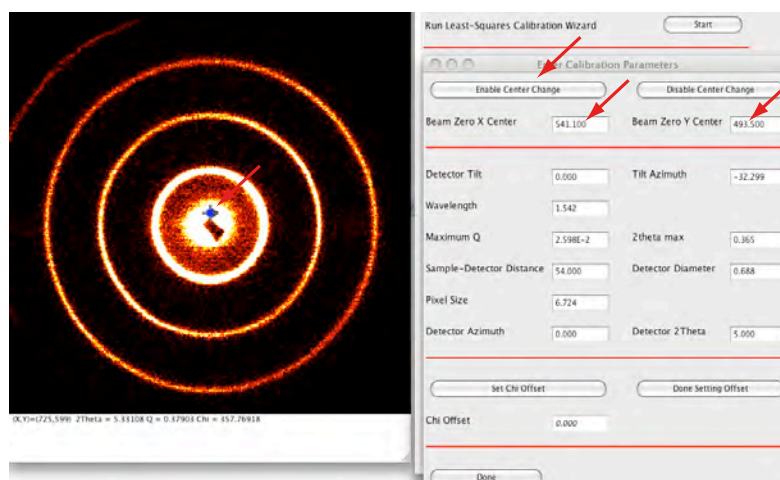 Run Least-Squares Calibration Wizard Start
Enter Calibration Parameters
Enable Center Change Disable Center Change
Beam Zero X Center 541.100 Beam Zero Y Center 493.500
Detector Tilt 0.000 Tilt Azimuth -32.299
Wavelength 1.542
Maximum Q 2.598E-2 2theta max 0.365
Sample-Detector Distance 54.000 Detector Diameter 0.688
Pixel Size 6.724
Detector Azimuth 0.000 Detector 2Theta 5.000
Set Chi Offset Done Setting Offset
(X,Y)=(725,599) 2Theta = 5.33108 Q = 0.37903 Chi = 357.76918
Chi Offset 0.000
Done